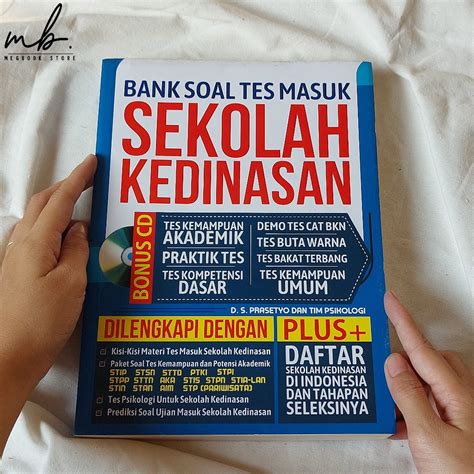 mb.
MEGBOOK STORE
BANK SOAL TES MASUK
SEKOLAH
KEDINASAN
BONUS CD
TES KEMAMPUAN
AKADEMIK
PRAKTIK TES
TES KOMPETENSI
DASAR
DEMO TES CAT BKN
TES BUTA WARNA
TES BAKAT TERBANG
TES KEMAMPUAN
UMUM
D. S. PRASETYO DAN TIM PSIKOLOGI
DILENGKAPI DENGAN
Kisi-Kisi Materi Tes Masuk Sekolah Kedinasan
Paket Soal Tes Kemampuan dan Potensi Akademik
STIP STSN STTD PTKI STPI
STPP STTN AKA STIS STPN STIA-LAN
STIN STAN AIM STP (PARIWISATA)
Tes Psikologi Untuk Sekolah Kedinasan
Prediksi Soal Ujian Masuk Sekolah Kedinasan
PLUS+
DAFTAR
SEKOLAH KEDINASAN
DI INDONESIA
DAN TAHAPAN
SELEKSINYA